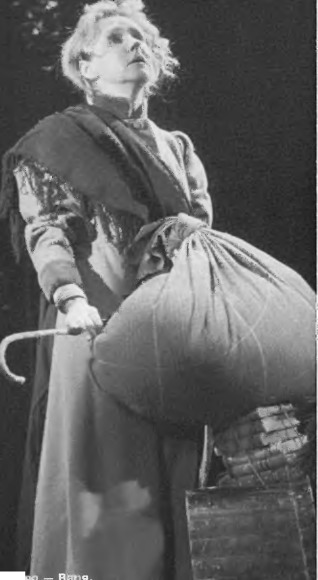 — Bang.